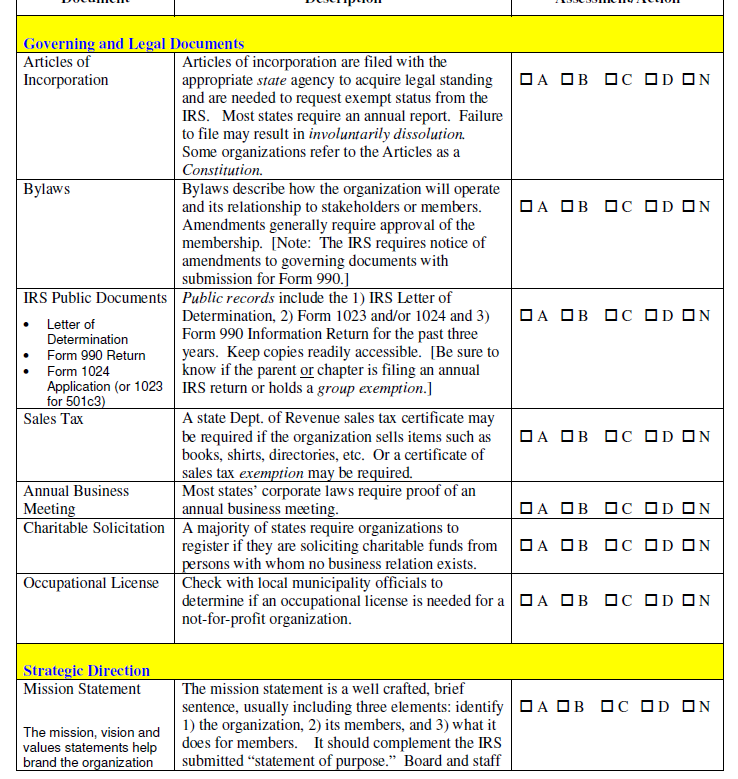 Document Description Assessment/Action
Governing and Legal Documents
Articles of
Incorporation
Articles of incorporation are filed with the
appropriate state agency to acquire legal standing
and are needed to request exempt status from the
IRS. Most states require an annual report. Failure
to file may result in involuntarily dissolution.
Some organizations refer to the Articles as a
Constitution.
☐ A ☐ B ☐ C ☐ D ☐ N
Bylaws
Bylaws describe how the organization will operate
and its relationship to stakeholders or members.
Amendments generally require approval of the
membership. [Note: The IRS requires notice of
amendments to governing documents with
submission for Form 990.]
☐ A ☐ B ☐ C ☐ D ☐ N
IRS Public Documents
• Letter of
Determination
• Form 990 Return
• Form 1024
Application (or 1023
for 501c3)
Public records include the 1) IRS Letter of
Determination, 2) Form 1023 and/or 1024 and 3)
Form 990 Information Return for the past three
years. Keep copies readily accessible. [Be sure to
know if the parent or chapter is filing an annual
IRS return or holds a group exemption.]
☐ A ☐ B ☐ C ☐ D ☐ N
Sales Tax
A state Dept. of Revenue sales tax certificate may
be required if the organization sells items such as
books, shirts, directories, etc. Or a certificate of
sales tax exemption may be required.
☐ A ☐ B ☐ C ☐ D ☐ N
Annual Business
Meeting
Most states’ corporate laws require proof of an
annual business meeting.
☐ A ☐ B ☐ C ☐ D ☐ N
Charitable Solicitation
A majority of states require organizations to
register if they are soliciting charitable funds from
persons with whom no business relation exists.
☐ A ☐ B ☐ C ☐ D ☐ N
Occupational License
Check with local municipality officials to
determine if an occupational license is needed for a
not-for-profit organization.
☐ A ☐ B ☐ C ☐ D ☐ N
Strategic Direction
Mission Statement
The mission, vision and
values statements help
brand the organization
The mission statement is a well crafted, brief
sentence, usually including three elements: identify
1) the organization, 2) its members, and 3) what it
does for members. It should complement the IRS
submitted “statement of purpose.” Board and staff
☐ A ☐ B ☐ C ☐ D ☐ N